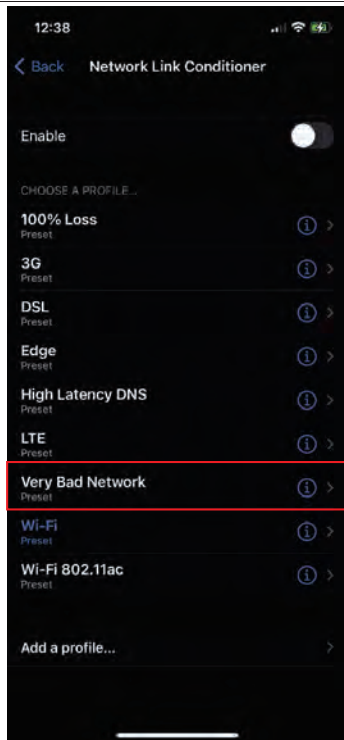 12:38
Back Network Link Conditioner
Enable
CHOOSE A PROFILE...
100% Loss
Preset
3G
Preset
DSL
Preset
Edge
Preset
High Latency DNS
Preset
LTE
Preset
Very Bad Network
Preset
Wi-Fi
Preset
Wi-Fi 802.11ac
Preset
Add a profile...